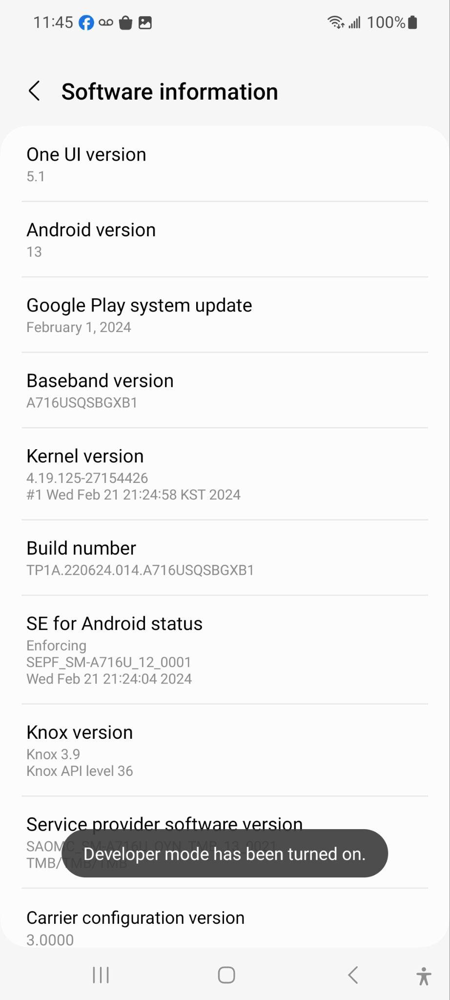 11:45
100%
Software information
One UI version
5.1
Android version
13
Google Play system update
February 1, 2024
Baseband version
A716USQSBGXB1
Kernel version
4.19.125-27154426
#1 Wed Feb 21 21:24:58 KST 2024
Build number
TP1A.220624.014.A716USQSBGXB1
SE for Android status
Enforcing
SEPF_SM-A716U_12_0001
Wed Feb 21 21:24:04 2024
Knox version
Knox 3.9
Knox API level 36
Service provider software version
SAOMC_SM-A716U_OYN_TMB_13_0021
TMB/TMB/TMB
Developer mode has been turned on.
Carrier configuration version
3.0000